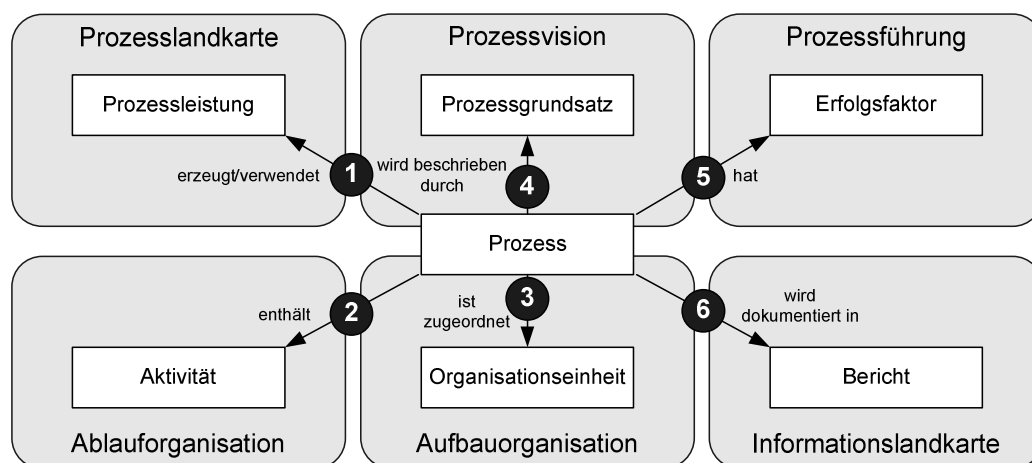 Prozesslandkarte
Prozessvision
Prozessführung
Prozessleistung
Prozessgrundsatz
Erfolgsfaktor
erzeugt/verwendet
1
wird beschrieben
durch
4
5
hat
Prozess
enthält
2
ist
zugeordnet
3
6
wird
dokumentiert in
Aktivität
Organisationseinheit
Bericht
Ablauforganisation
Aufbauorganisation
Informationslandkarte